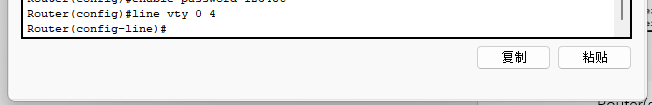 Router(config)#line vty 0 4
Router(config-line)#
复制
粘贴